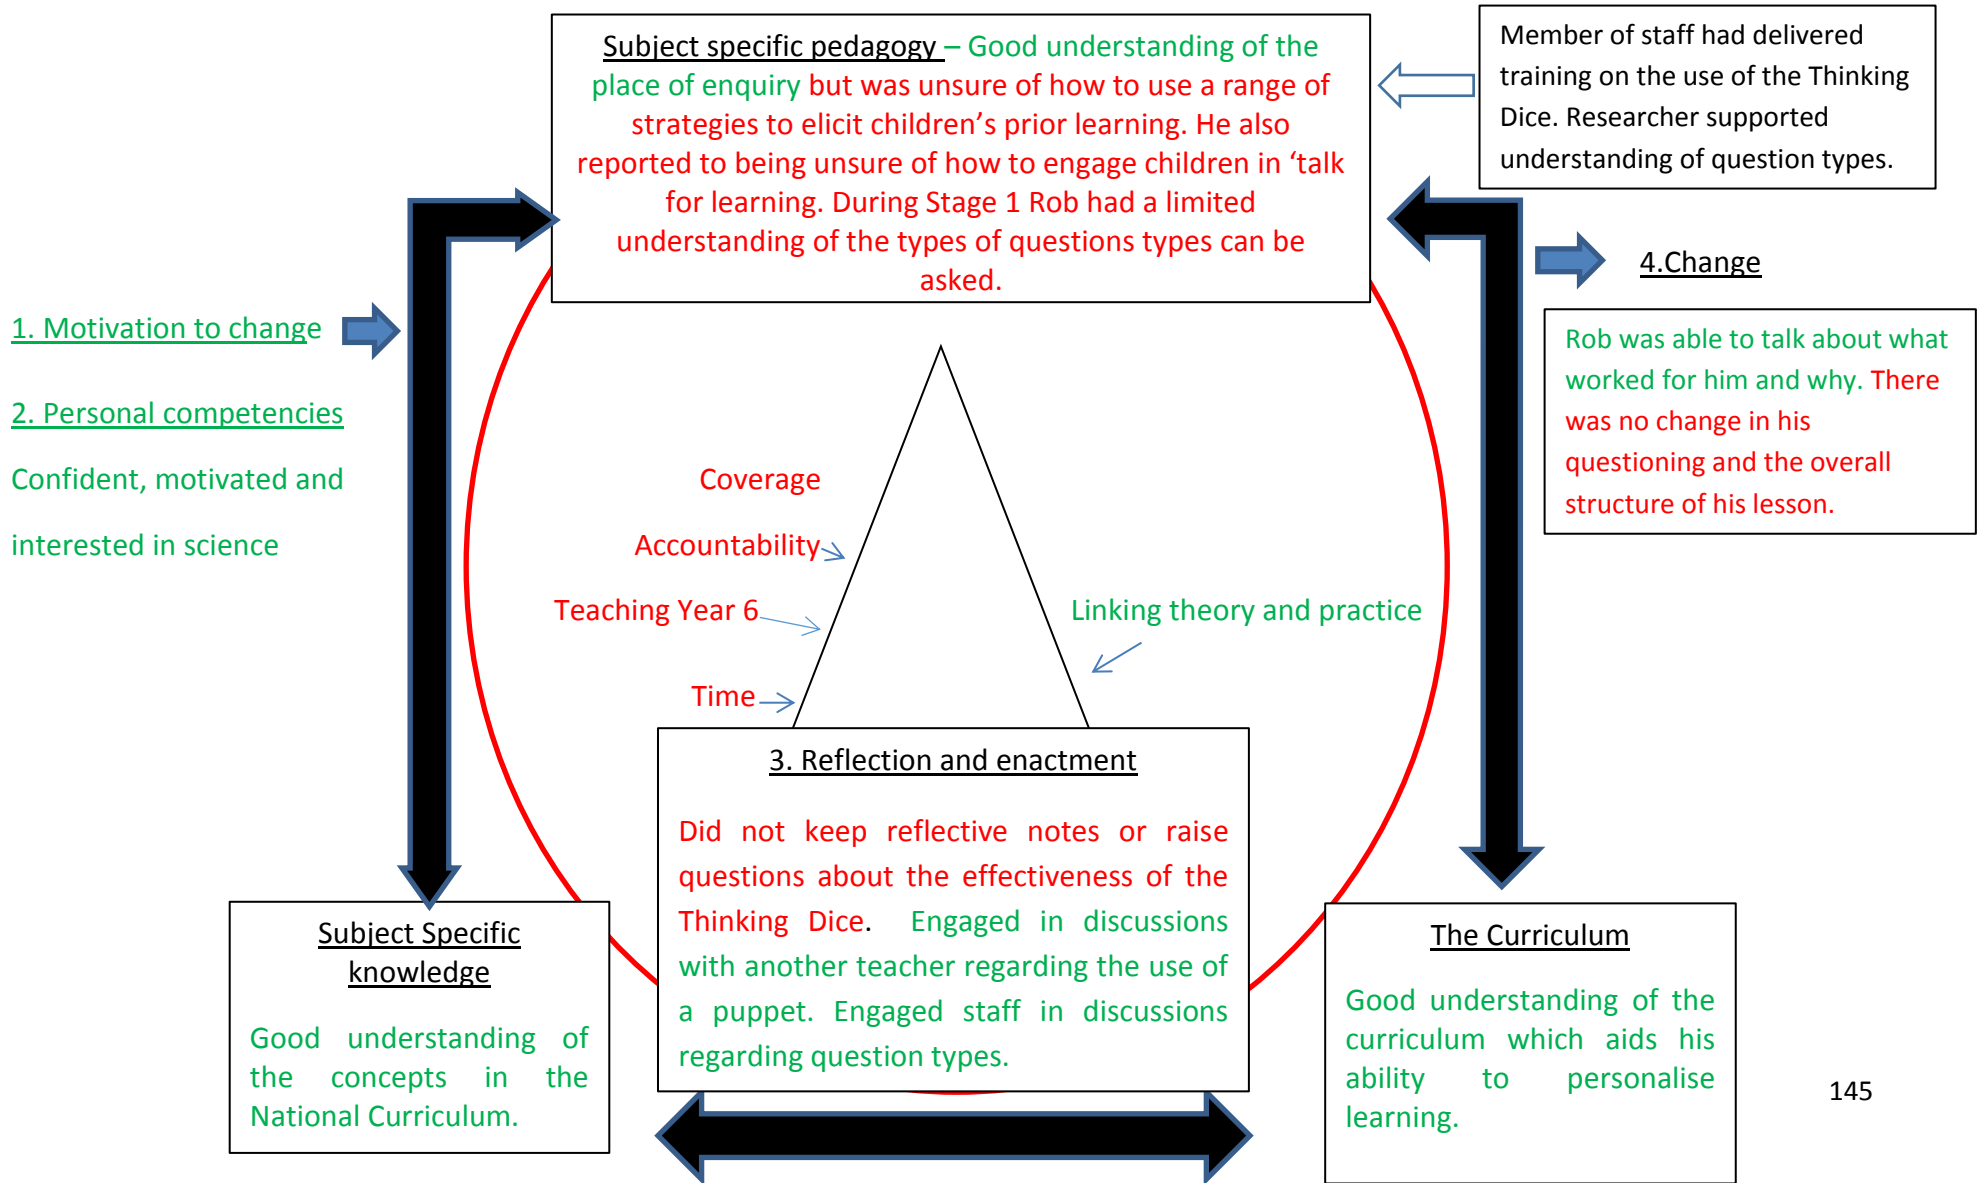 Subject specific pedagogy – Good understanding of the
place of enquiry but was unsure of how to use a range of
strategies to elicit children’s prior learning. He also
reported to being unsure of how to engage children in ‘talk
for learning. During Stage 1 Rob had a limited
understanding of the types of questions types can be
asked.
Member of staff had delivered
training on the use of the Thinking
Dice. Researcher supported
understanding of question types.
1. Motivation to change
2. Personal competencies
Confident, motivated and
interested in science
4.Change
Rob was able to talk about what
worked for him and why. There
was no change in his
questioning and the overall
structure of his lesson.
Coverage
Accountability
Teaching Year 6
Time
Linking theory and practice
3. Reflection and enactment
Did not keep reflective notes or raise
questions about the effectiveness of the
Thinking Dice. Engaged in discussions
with another teacher regarding the use of
a puppet. Engaged staff in discussions
regarding question types.
Subject Specific
knowledge
Good understanding of
the concepts in the
National Curriculum.
The Curriculum
Good understanding of the
curriculum which aids his
ability to personalise
learning.
145